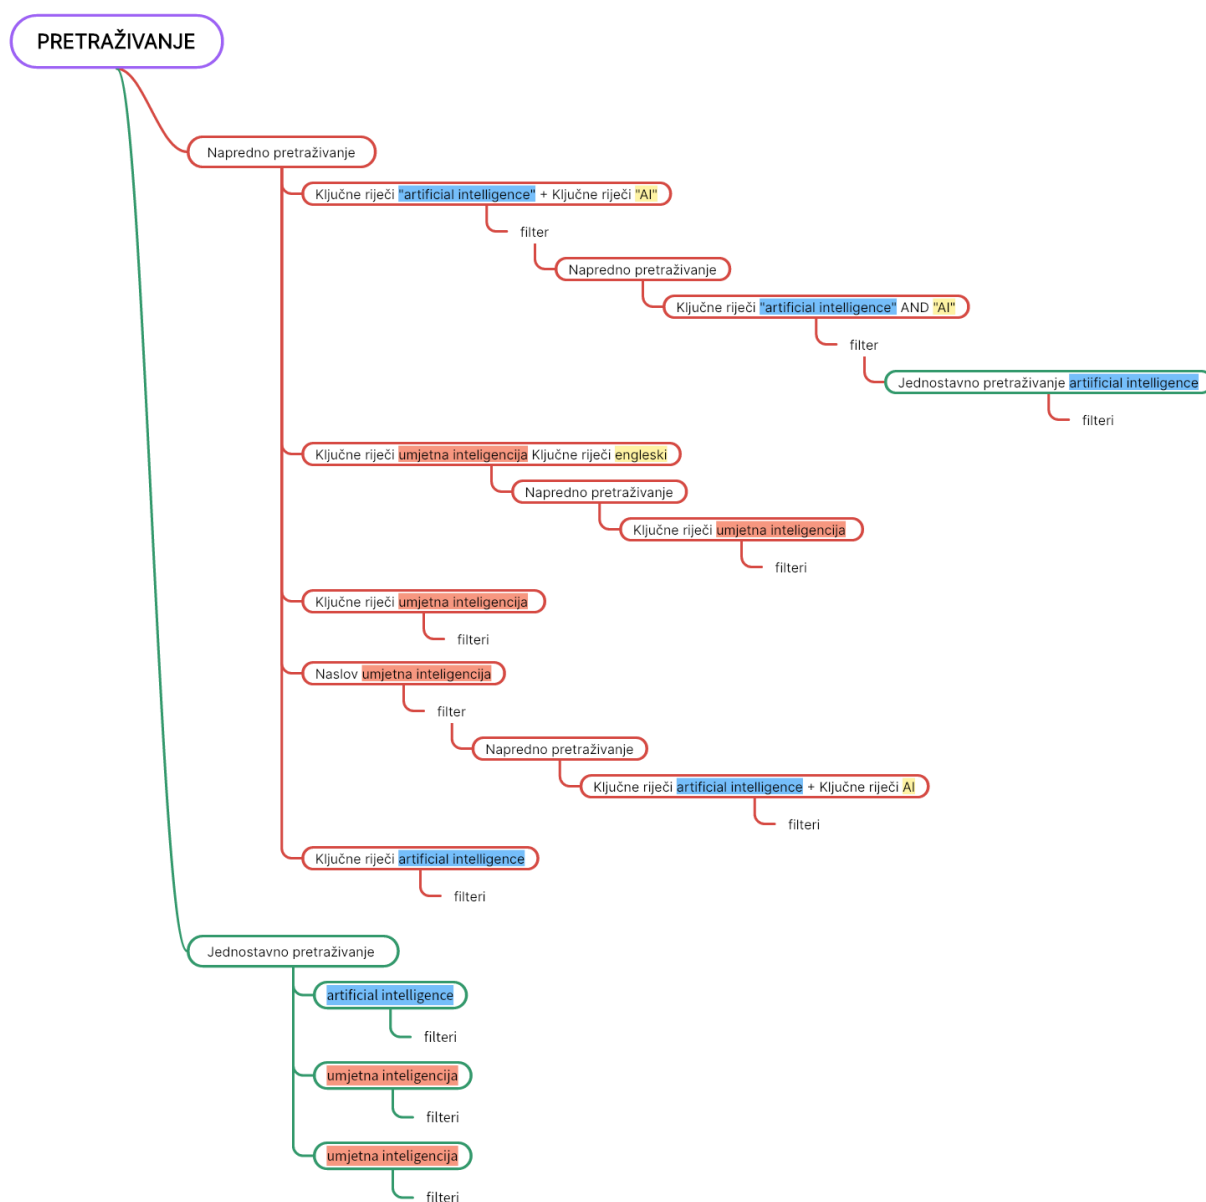 PRETRAŽIVANJE
Napredno pretraživanje
Ključne riječi "artificial intelligence" + Ključne riječi "AI"
filter
Napredno pretraživanje
Ključne riječi "artificial intelligence" AND "AI"
filter
Jednostavno pretraživanje artiificial intelligence
filteri
Ključne riječi umjetna inteligencija Ključne riječi engleski
Napredno pretraživanje
Ključne riječi umjetna inteligencija
filteri
Ključne riječi umjetna inteligencija
filteri
Naslov umjetna inteligencija
filter
Napredno pretraživanje
Ključne riječi artificial intelligence + Ključne riječi AI
filteri
Ključne riječi artificial intelligence
filteri
Jednostavno pretraživanje
artificial intelligence
filteri
umjetna inteligencija
filteri
umjetna inteligencija
filteri